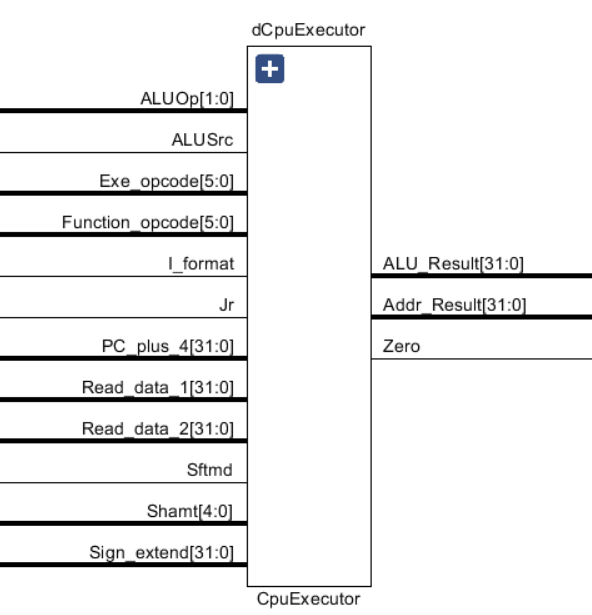 dCpuExecutor
ALUOp[1:0]
ALUSrc
Exe_opcode[5:0]
Function_opcode[5:0]
I_format
Jr
PC_plus_4[31:0]
Read_data_1[31:0]
Read_data_2[31:0]
Sftmd
Shamt[4:0]
Sign_extend[31:0]
ALU_Result[31:0]
Addr_Result[31:0]
Zero
CpuExecutor